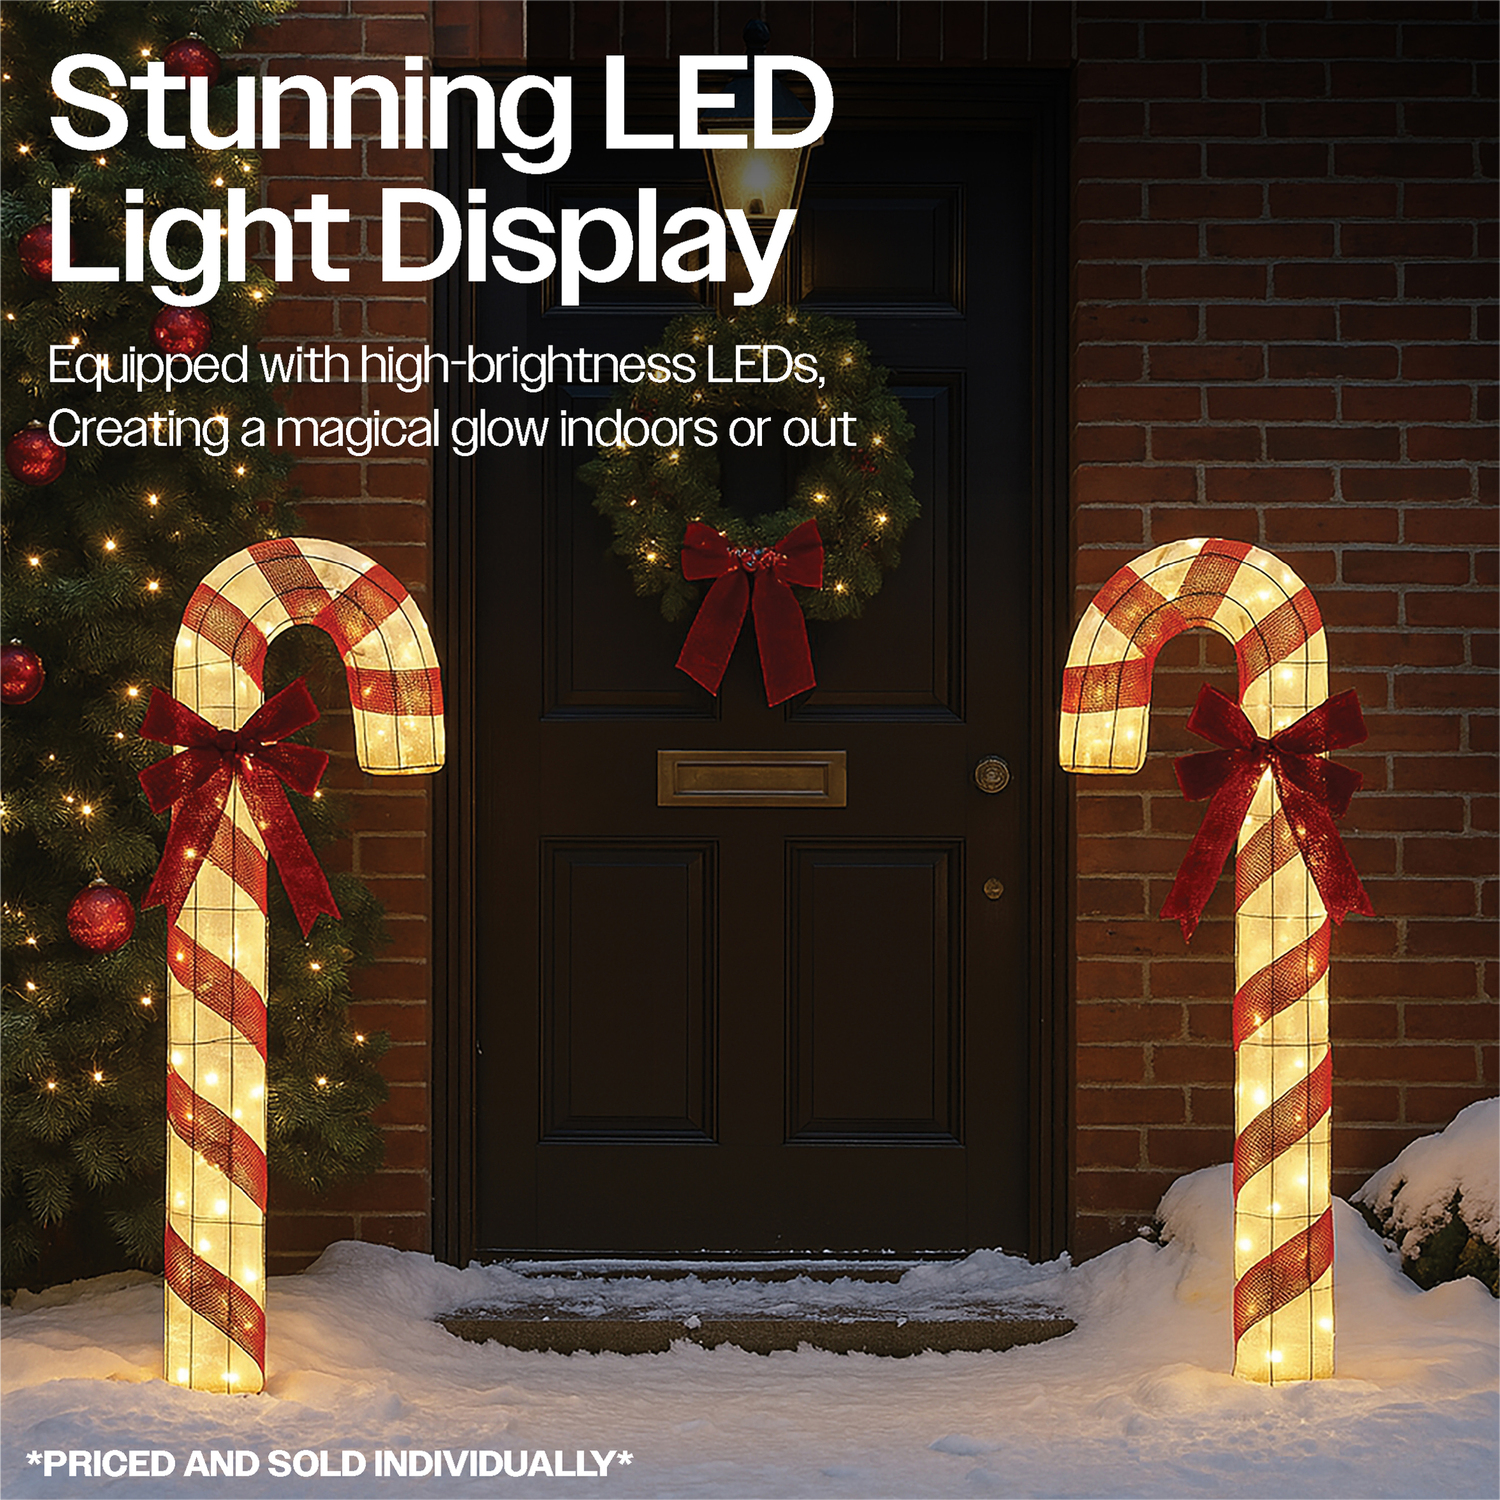 Stunning LED
Light Display
Equipped with high-brightness LEDs,
Creating a magical glow indoors or out
*PRICED AND SOLD INDIVIDUALLY*